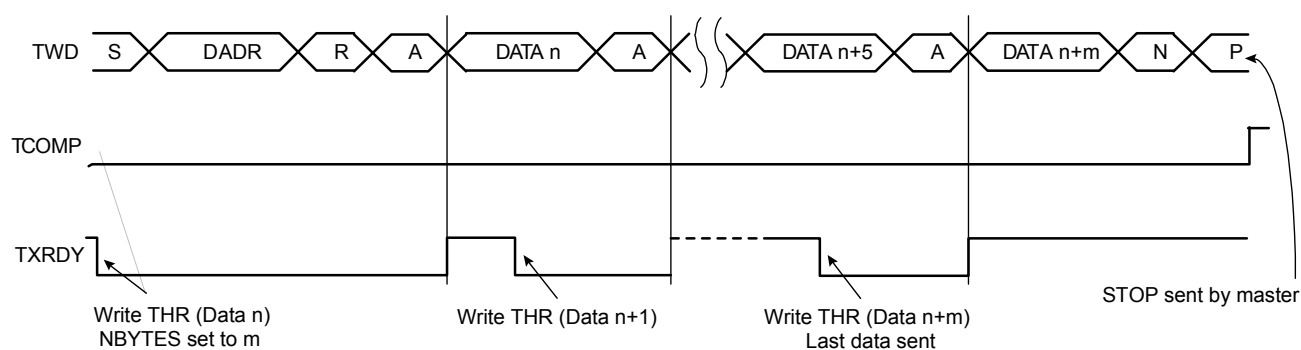 TWD S DADR R A DATA n A DATA n+5 A DATA n+m N P
TCOMP
TXRDY
Write THR (Data n)
NBYTES set to m
Write THR (Data n+1)
Write THR (Data n+m)
Last data sent
STOP sent by master